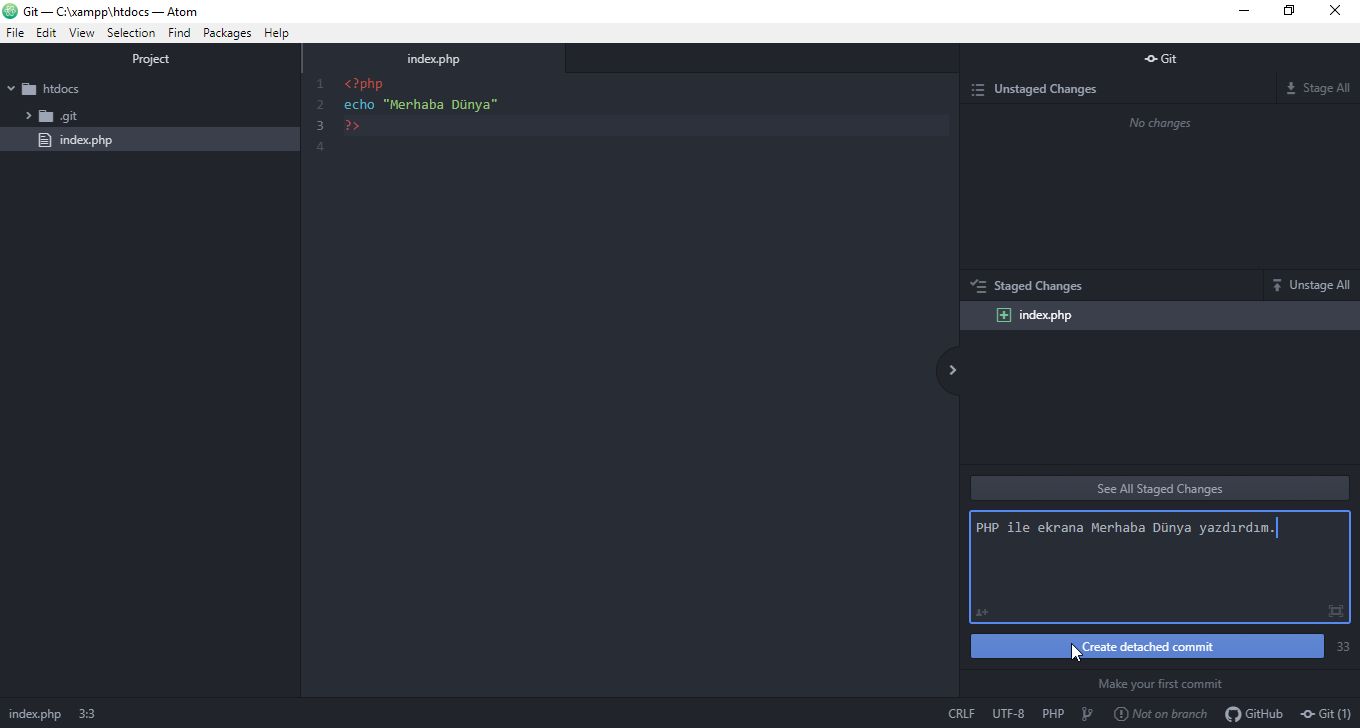 Git — C:\xampp\htdocs — Atom
File Edit View Selection Find Packages Help
Project
htdocs
.git
index.php
index.php
1 <?php
2 echo "Merhaba Dünya"
3 ?>
4
Git
Unstaged Changes Stage All
No changes
Staged Changes Unstage All
index.php
See All Staged Changes
PHP ile ekrana Merhaba Dünya yazdırdım.
Create detached commit 33
Make your first commit
index.php 3:3 CRLF UTF-8 PHP Not on branch GitHub Git (1)